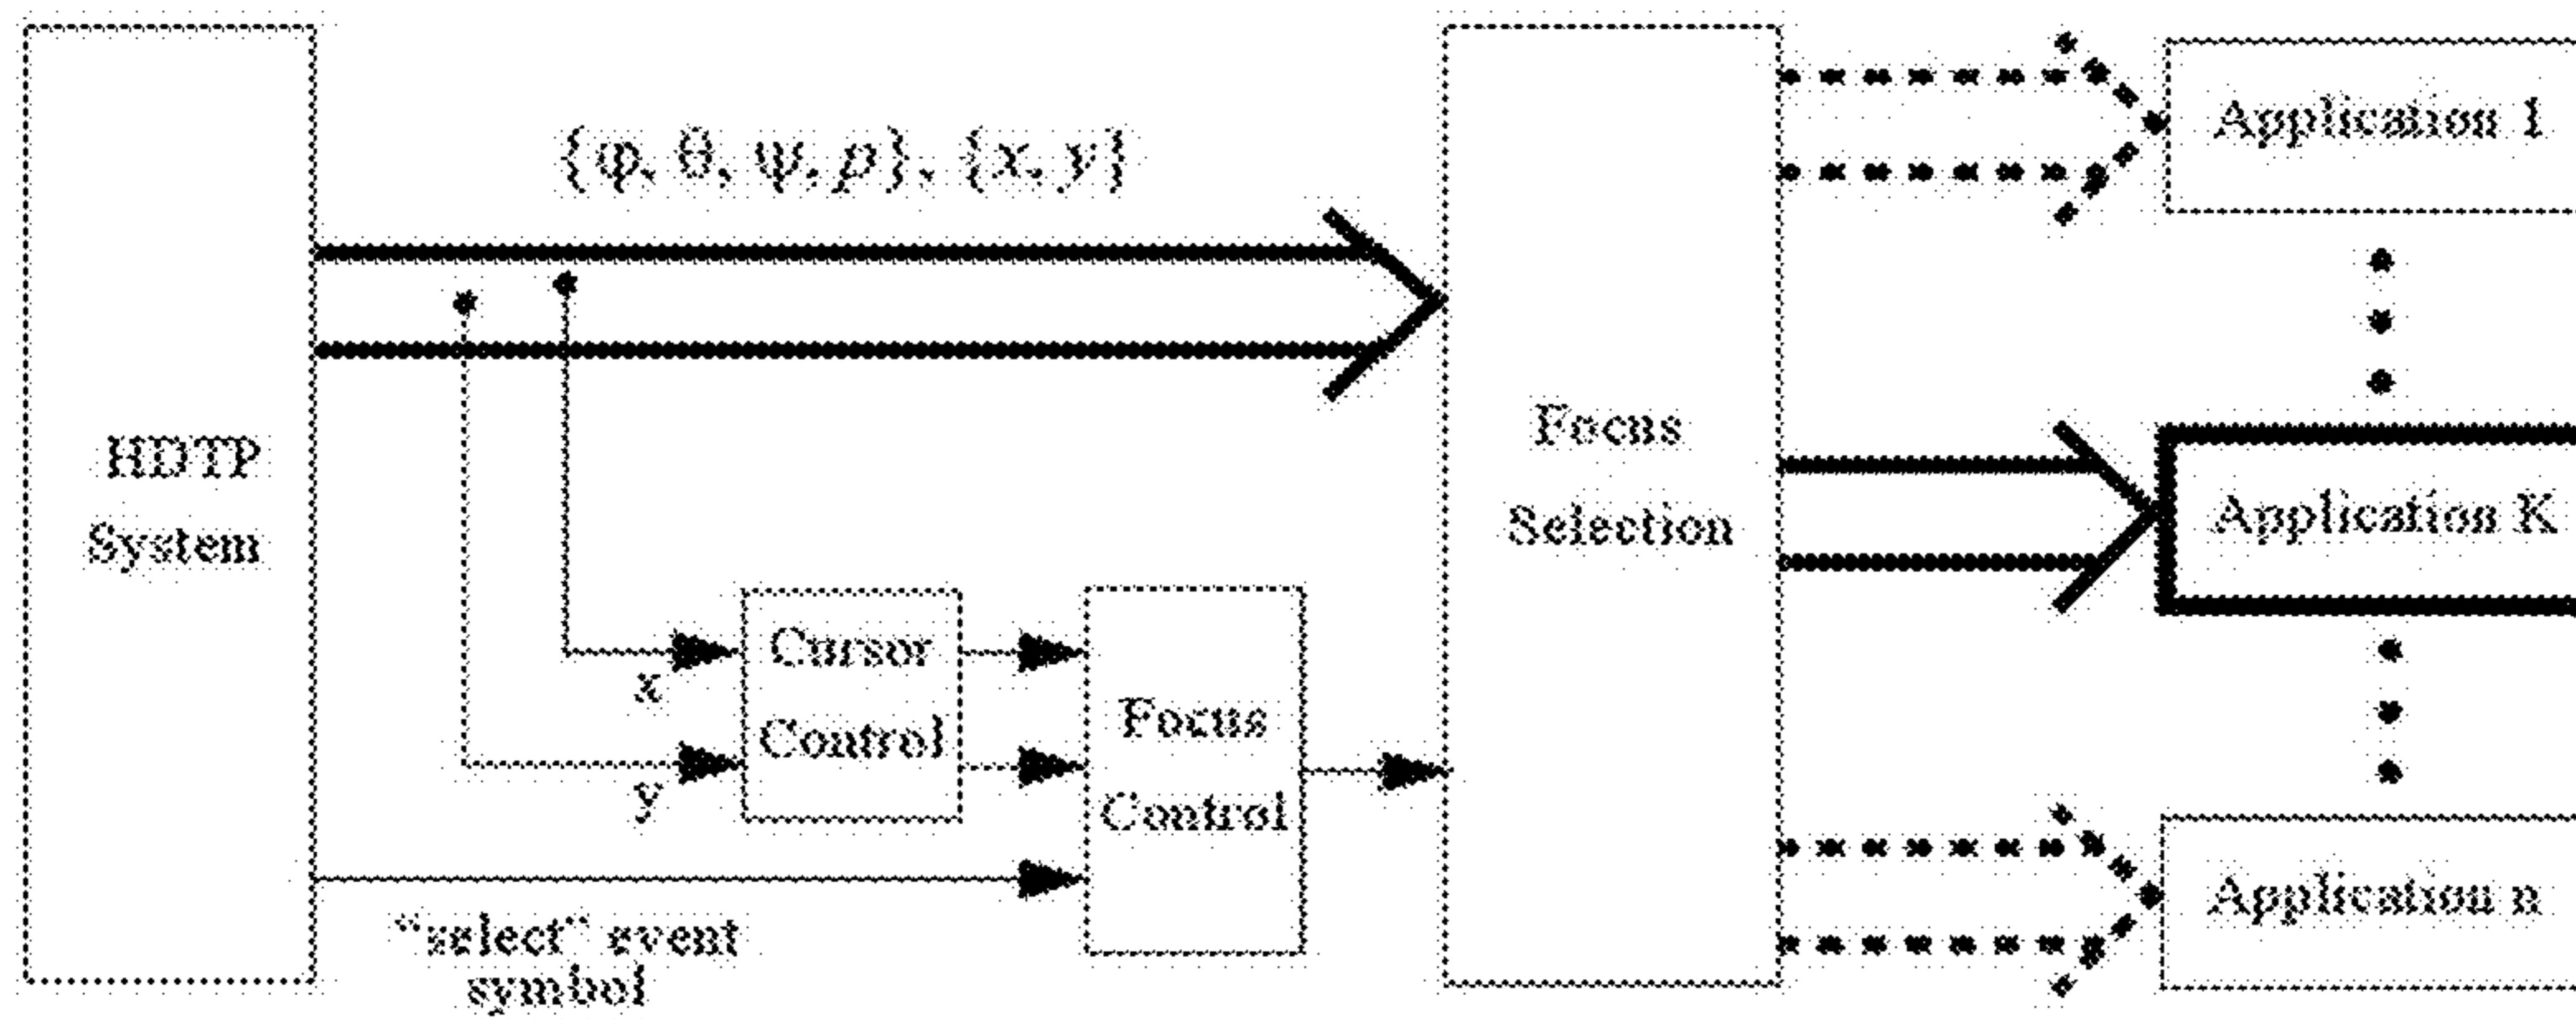 {φ, θ, ψ, p}, {x, y}
HDTP
System
x
y
"select" event
symbol
Cursor
Control
Focus
Control
Focus
Selection
Application 1
Application K
Application n